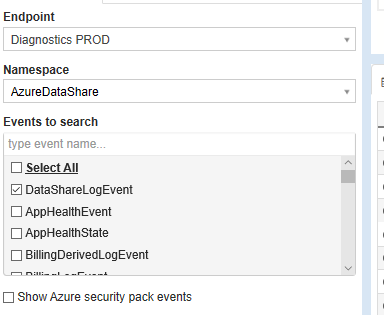 Endpoint
Diagnostics PROD
Namespace
AzureDataShare
Events to search
type event name...
Select All
DataShareLogEvent
AppHealthEvent
AppHealthState
BillingDerivedLogEvent
BillingLogEvent
Show Azure security pack events